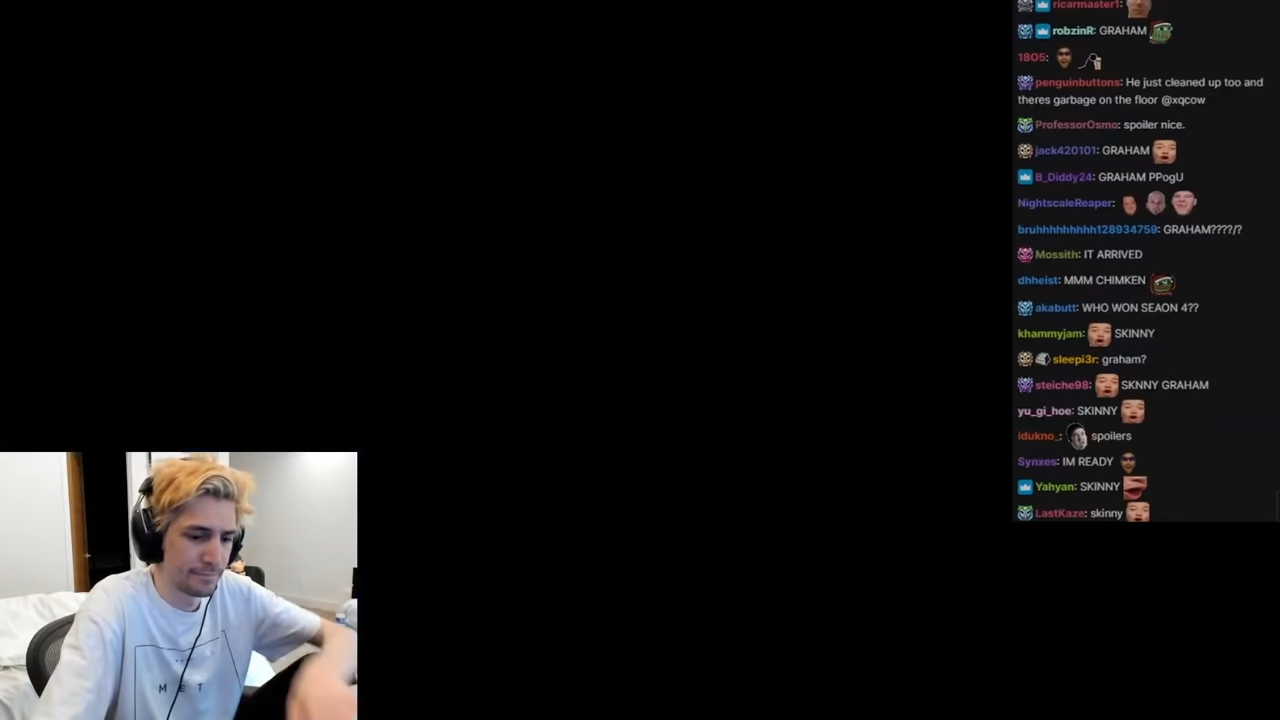 ricarmaster1:
robzinR: GRAHAM
1805:
penguinbuttons: He just cleaned up too and
theres garbage on the floor @xqcow
ProfessorOsmo: spoiler nice.
jack420101: GRAHAM
B_Diddy24: GRAHAM PPogU
NightscaleReaper:
bruhhhhhhhhh128934759: GRAHAM????/?
Mossith: IT ARRIVED
dhheist: MMM CHIMKEN
akabutt: WHO WON SEAON 4??
khammyjam: SKINNY
sleepi3r: graham?
steiche98: SKNNY GRAHAM
yu_gi_hoe: SKINNY
idukno_: spoilers
Synxes: IM READY
Yahyan: SKINNY
LastKaze: skinny
MET